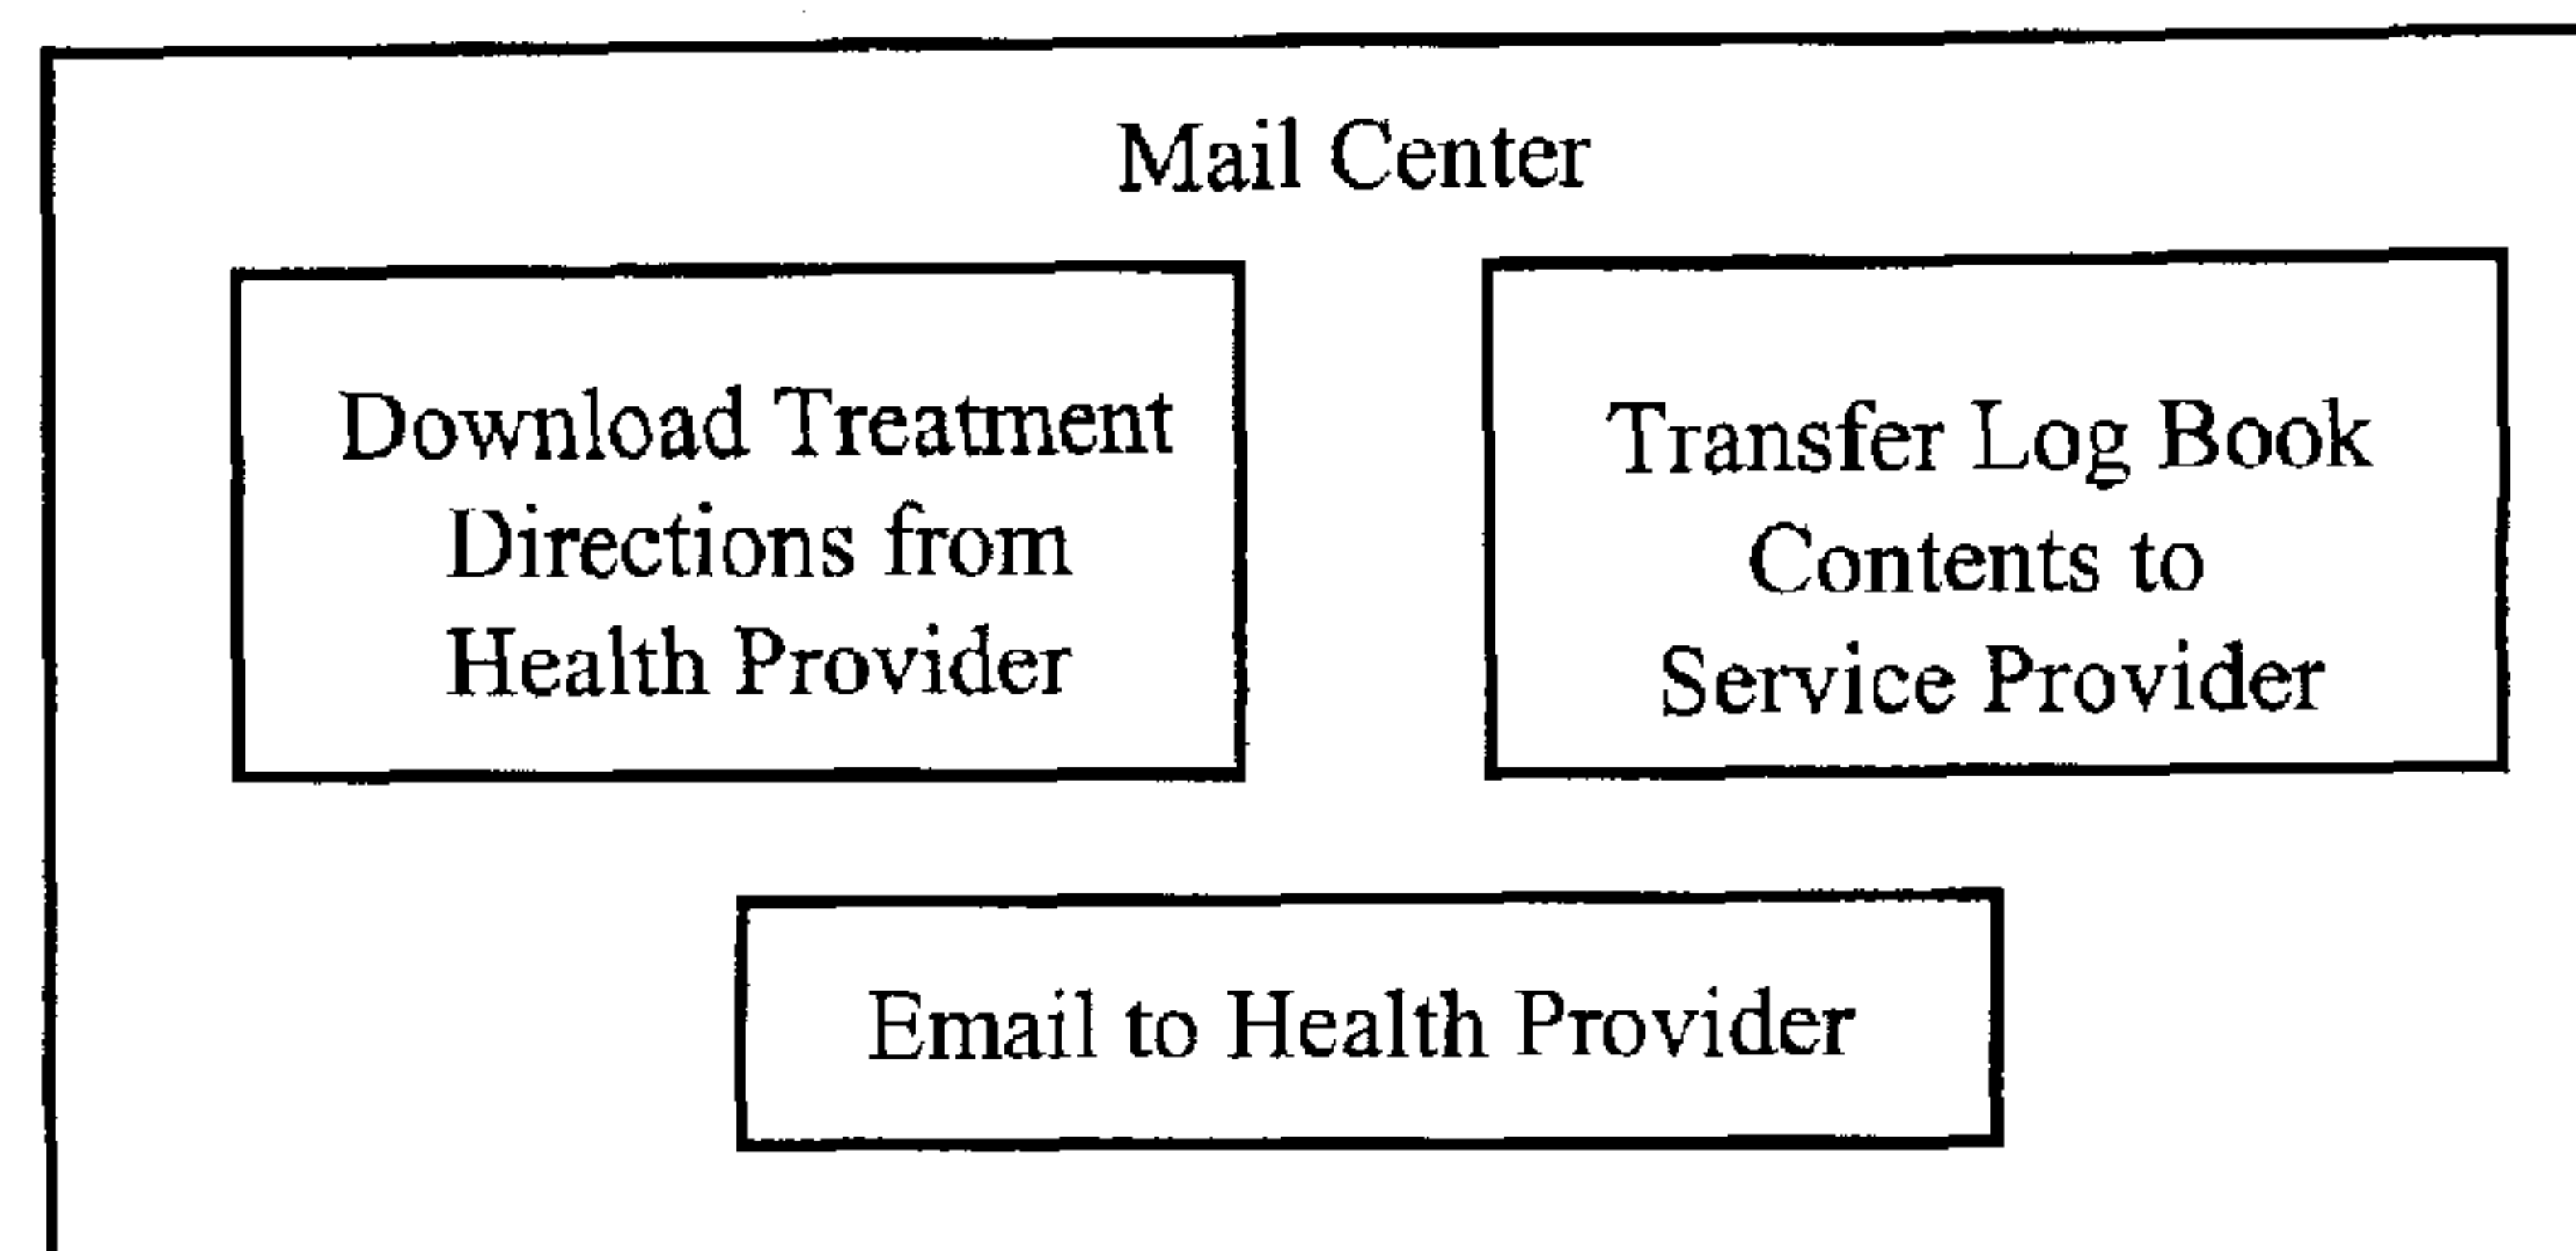 Mail Center
Download Treatment
Directions from
Health Provider
Transfer Log Book
Contents to
Service Provider
Email to Health Provider